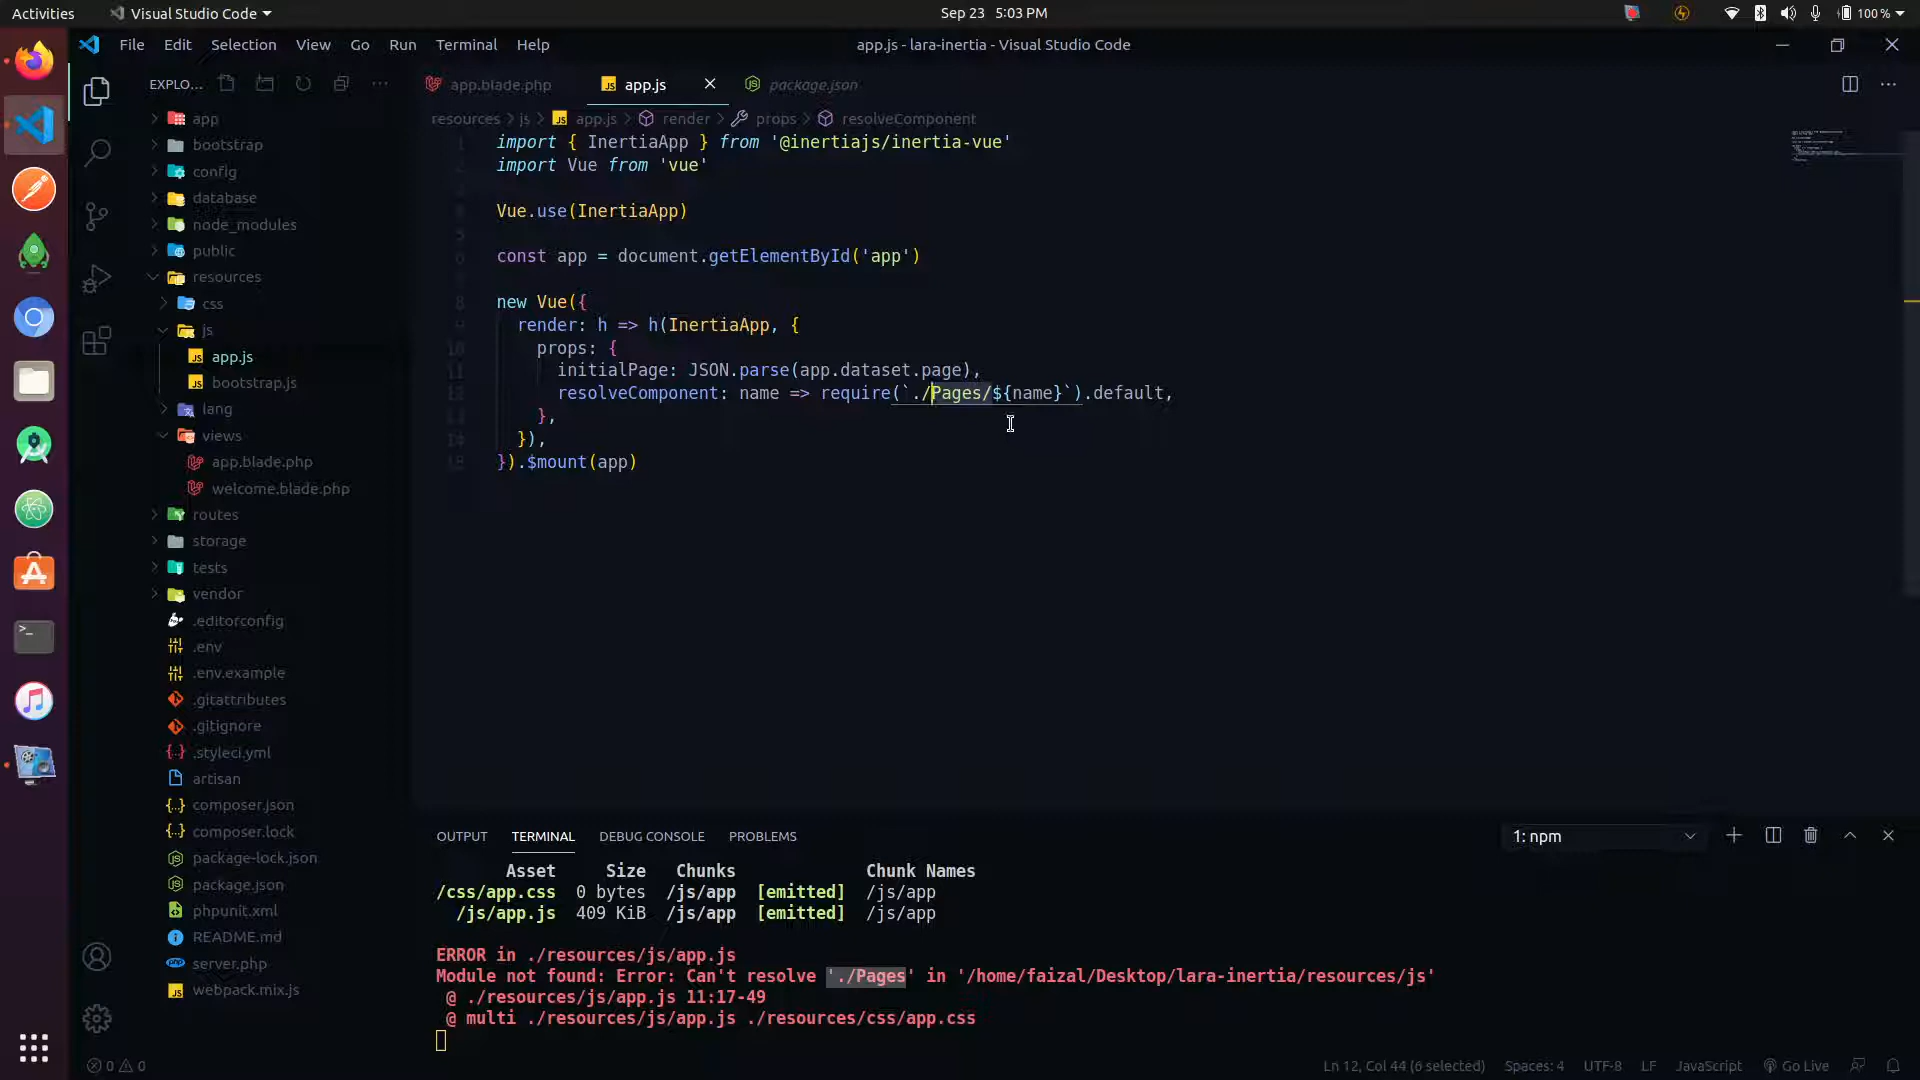 Activities
Visual Studio Code
Sep 23 5:03 PM
100 %
File Edit Selection View Go Run Terminal Help
app.js - lara-inertia - Visual Studio Code
EXPLO...
app.blade.php
app.js
package.json
resources > js > app.js > render > props > resolveComponent
app
bootstrap
config
database
node_modules
public
resources
css
js
app.js
bootstrap.js
lang
views
app.blade.php
welcome.blade.php
routes
storage
tests
vendor
.editorconfig
.env
.env.example
.gitattributes
.gitignore
.styleci.yml
artisan
composer.json
composer.lock
package-lock.json
package.json
phpunit.xml
README.md
server.php
webpack.mix.js
import { InertiaApp } from '@inertiajs/inertia-vue'
import Vue from 'vue'
Vue.use(InertiaApp)
const app = document.getElementById('app')
new Vue({
render: h => h(InertiaApp, {
props: {
initialPage: JSON.parse(app.dataset.page),
resolveComponent: name => require(`./Pages/${name}`).default,
},
}),
}).$mount(app)
OUTPUT TERMINAL DEBUG CONSOLE PROBLEMS
1: npm
Asset Size Chunks Chunk Names
/css/app.css 0 bytes /js/app [emitted] /js/app
/js/app.js 409 KiB /js/app [emitted] /js/app
ERROR in ./resources/js/app.js
Module not found: Error: Can't resolve './Pages' in '/home/faizal/Desktop/lara-inertia/resources/js'
@ ./resources/js/app.js 11:17-49
@ multi ./resources/js/app.js ./resources/css/app.css
0 0
Ln 12, Col 44 (6 selected) Spaces: 4 UTF-8 LF JavaScript Go Live